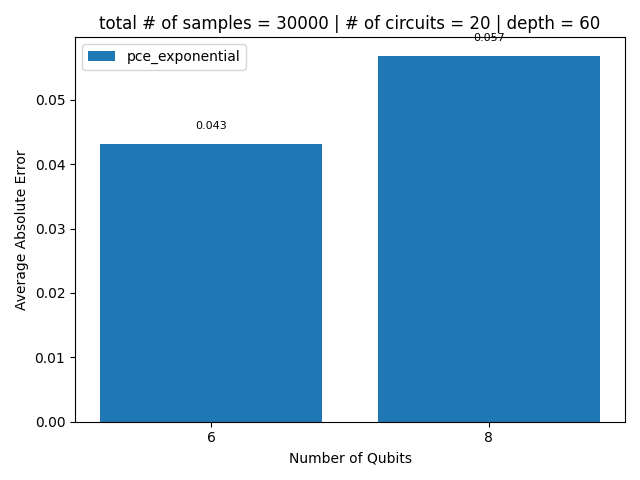 total # of samples = 30000 | # of circuits = 20 | depth = 60
pce_exponential
0.057
0.043
Average Absolute Error
0.05
0.04
0.03
0.02
0.01
0.00
6
8
Number of Qubits